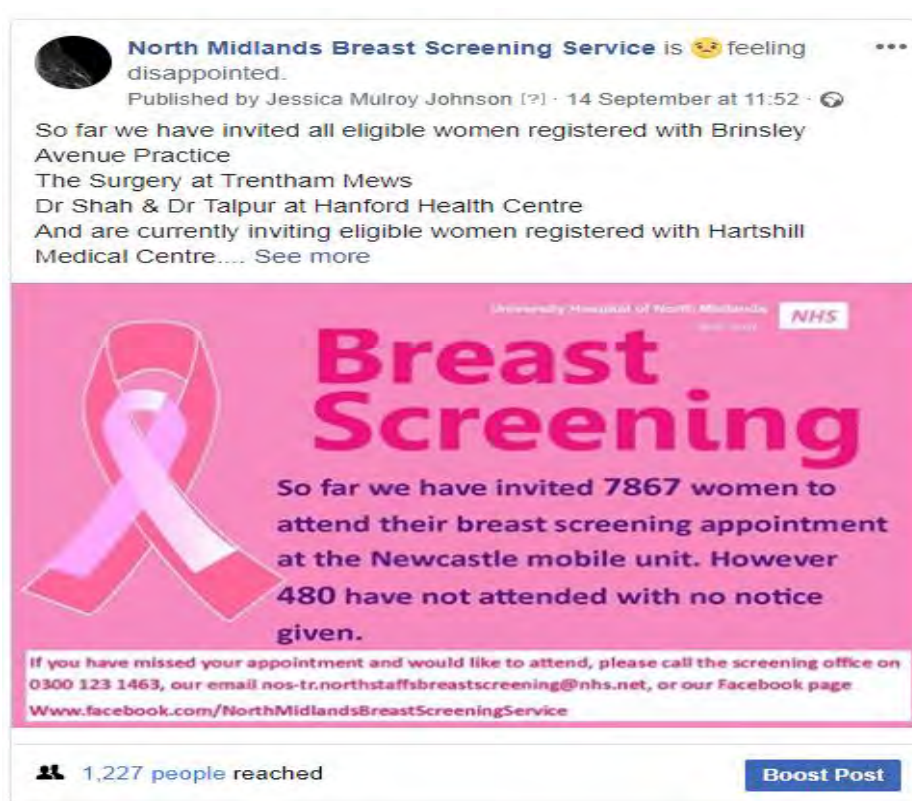 North Midlands Breast Screening Service is feeling
disappointed.
Published by Jessica Mulroy Johnson [?] · 14 September at 11:52 ·
So far we have invited all eligible women registered with Brinsley
Avenue Practice
The Surgery at Trentham Mews
Dr Shah & Dr Talpur at Hanford Health Centre
And are currently inviting eligible women registered with Hartshill
Medical Centre.... See more
University Hospital of North Midlands
NHS
Breast
Screening
So far we have invited 7867 women to
attend their breast screening appointment
at the Newcastle mobile unit. However
480 have not attended with no notice
given.
If you have missed your appointment and would like to attend, please call the screening office on
0300 123 1463, our email nos-tr.northstaffsbreastscreening@nhs.net, or our Facebook page
Www.facebook.com/NorthMidlandsBreastScreeningService
1,227 people reached
Boost Post